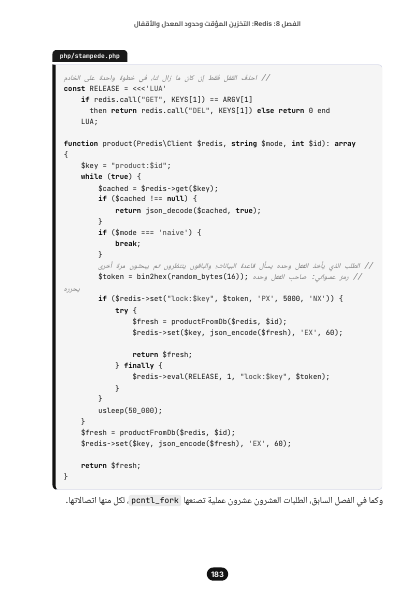 الفصل 8: Redis: التخزين المؤقت وحدود المعدل والأقفال
php/stampede.php
// احذف القفل فقط إن كان ما زال لنا، في خطوة واحدة على الخادم
const RELEASE = <<<'LUA'
    if redis.call("GET", KEYS[1]) == ARGV[1]
      then return redis.call("DEL", KEYS[1]) else return 0 end
    LUA;

function product(Predis\Client $redis, string $mode, int $id): array
{
    $key = "product:$id";
    while (true) {
        $cached = $redis->get($key);
        if ($cached !== null) {
            return json_decode($cached, true);
        }
        if ($mode === 'naive') {
            break;
        }
        // الطلب الذي يأخذ القفل وحده يسأل قاعدة البيانات؛ والباقون ينتظرون ثم يبحثون مرة أخرى
        $token = bin2hex(random_bytes(16)); // رمز عشوائي: صاحب القفل وحده
يحرره
        if ($redis->set("lock:$key", $token, 'PX', 5000, 'NX')) {
            try {
                $fresh = productFromDb($redis, $id);
                $redis->set($key, json_encode($fresh), 'EX', 60);

                return $fresh;
            } finally {
                $redis->eval(RELEASE, 1, "lock:$key", $token);
            }
        }
        usleep(50_000);
    }
    $fresh = productFromDb($redis, $id);
    $redis->set($key, json_encode($fresh), 'EX', 60);

    return $fresh;
}
وكما في الفصل السابق، الطلبات العشرون عشرون عملية تصنعها pcntl_fork، لكل منها اتصالاتها.
183